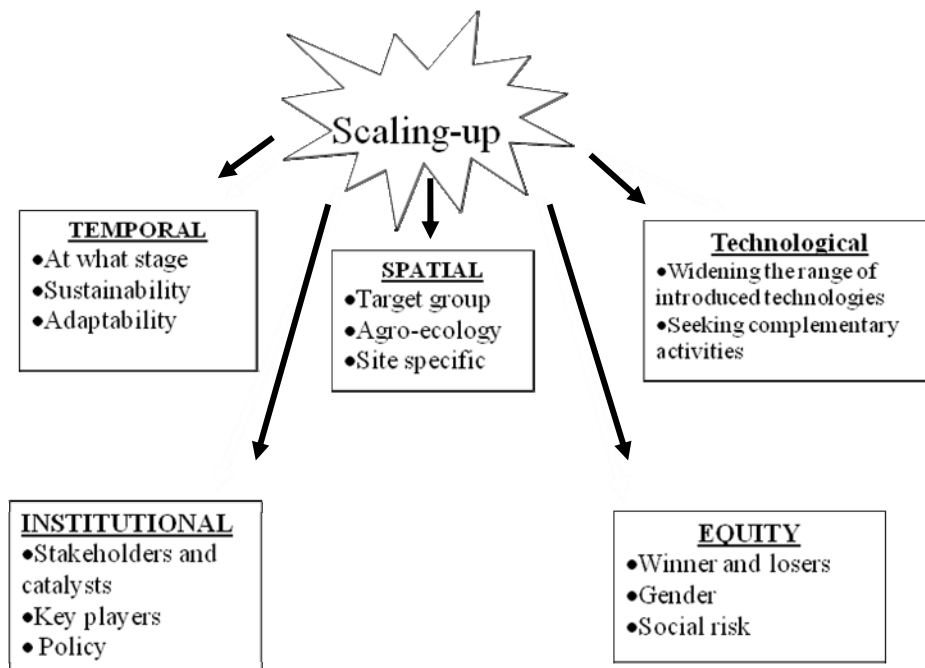 Scaling-up
TEMPORAL
●At what stage
●Sustainability
●Adaptability
SPATIAL
●Target group
●Agro-ecology
●Site specific
Technological
●Widening the range of
introduced technologies
●Seeking complementary
activities
INSTITUTIONAL
●Stakeholders and
catalysts
●Key players
● Policy
EQUITY
●Winner and losers
●Gender
●Social risk